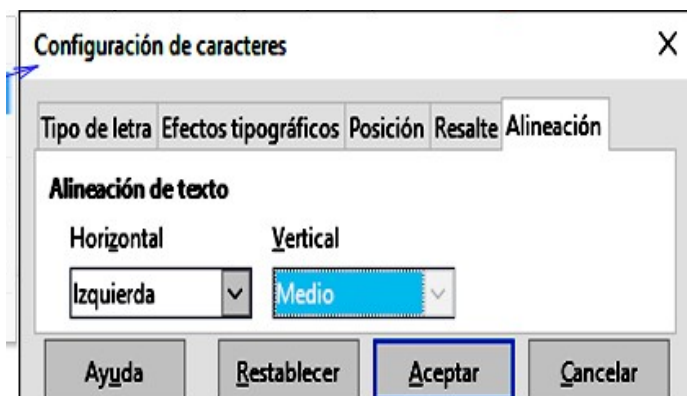 Configuración de caracteres X
Tipo de letra Efectos tipográficos Posición Resalte Alineación
Alineación de texto
Horizontal Vertical
Izquierda Medio
Ayuda Restablecer Aceptar Cancelar